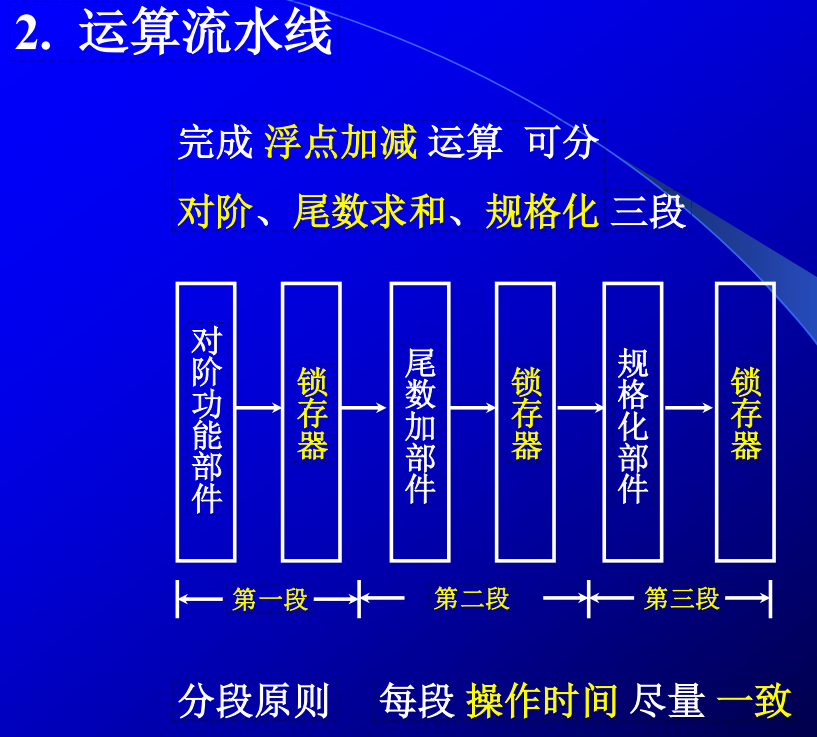 2. 运算流水线
完成 浮点加减 运算 可分
对阶、尾数求和、规格化 三段
对阶功能部件
锁存器
尾数加部件
锁存器
规格化部件
锁存器
第一段 第二段 第三段
分段原则 每段 操作时间 尽量 一致